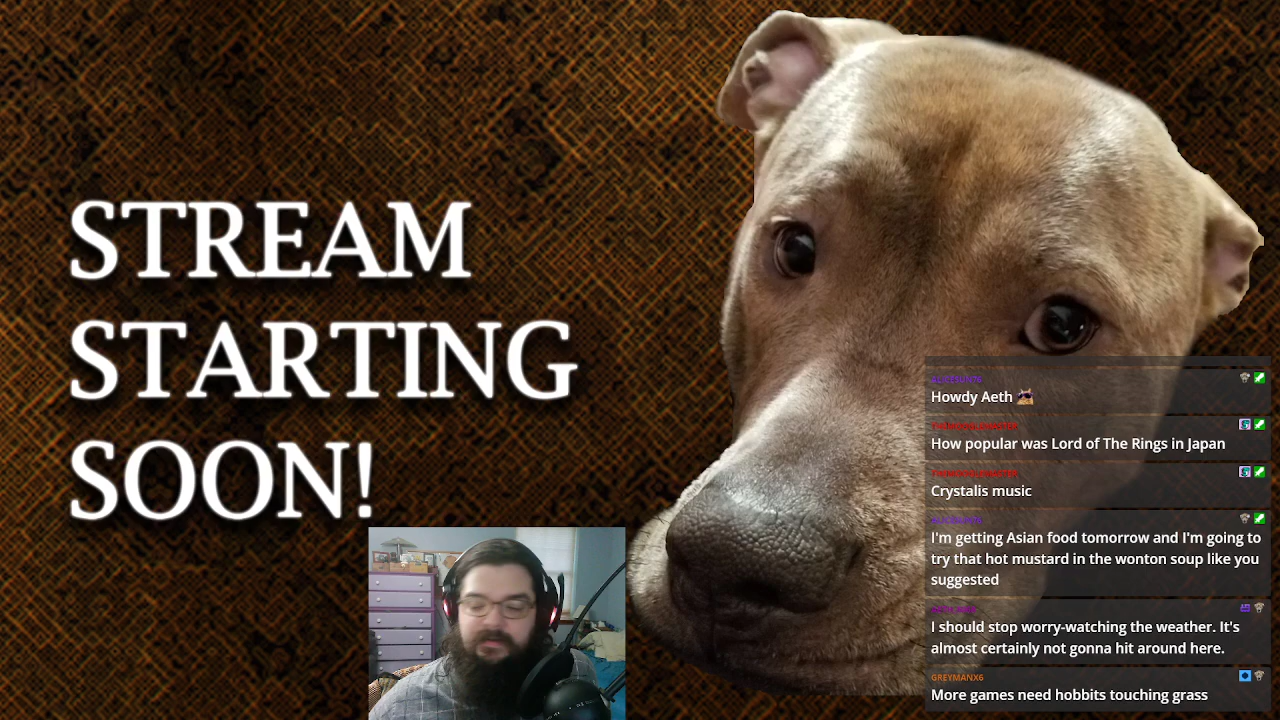 STREAM
STARTING
SOON!
Howdy Aeth
How popular was Lord of The Rings in Japan
Crystalis music
I'm getting Asian food tomorrow and I'm going to
try that hot mustard in the wonton soup like you
suggested
I should stop worry-watching the weather. It's
almost certainly not gonna hit around here.
GREYMANX6
More games need hobbits touching grass